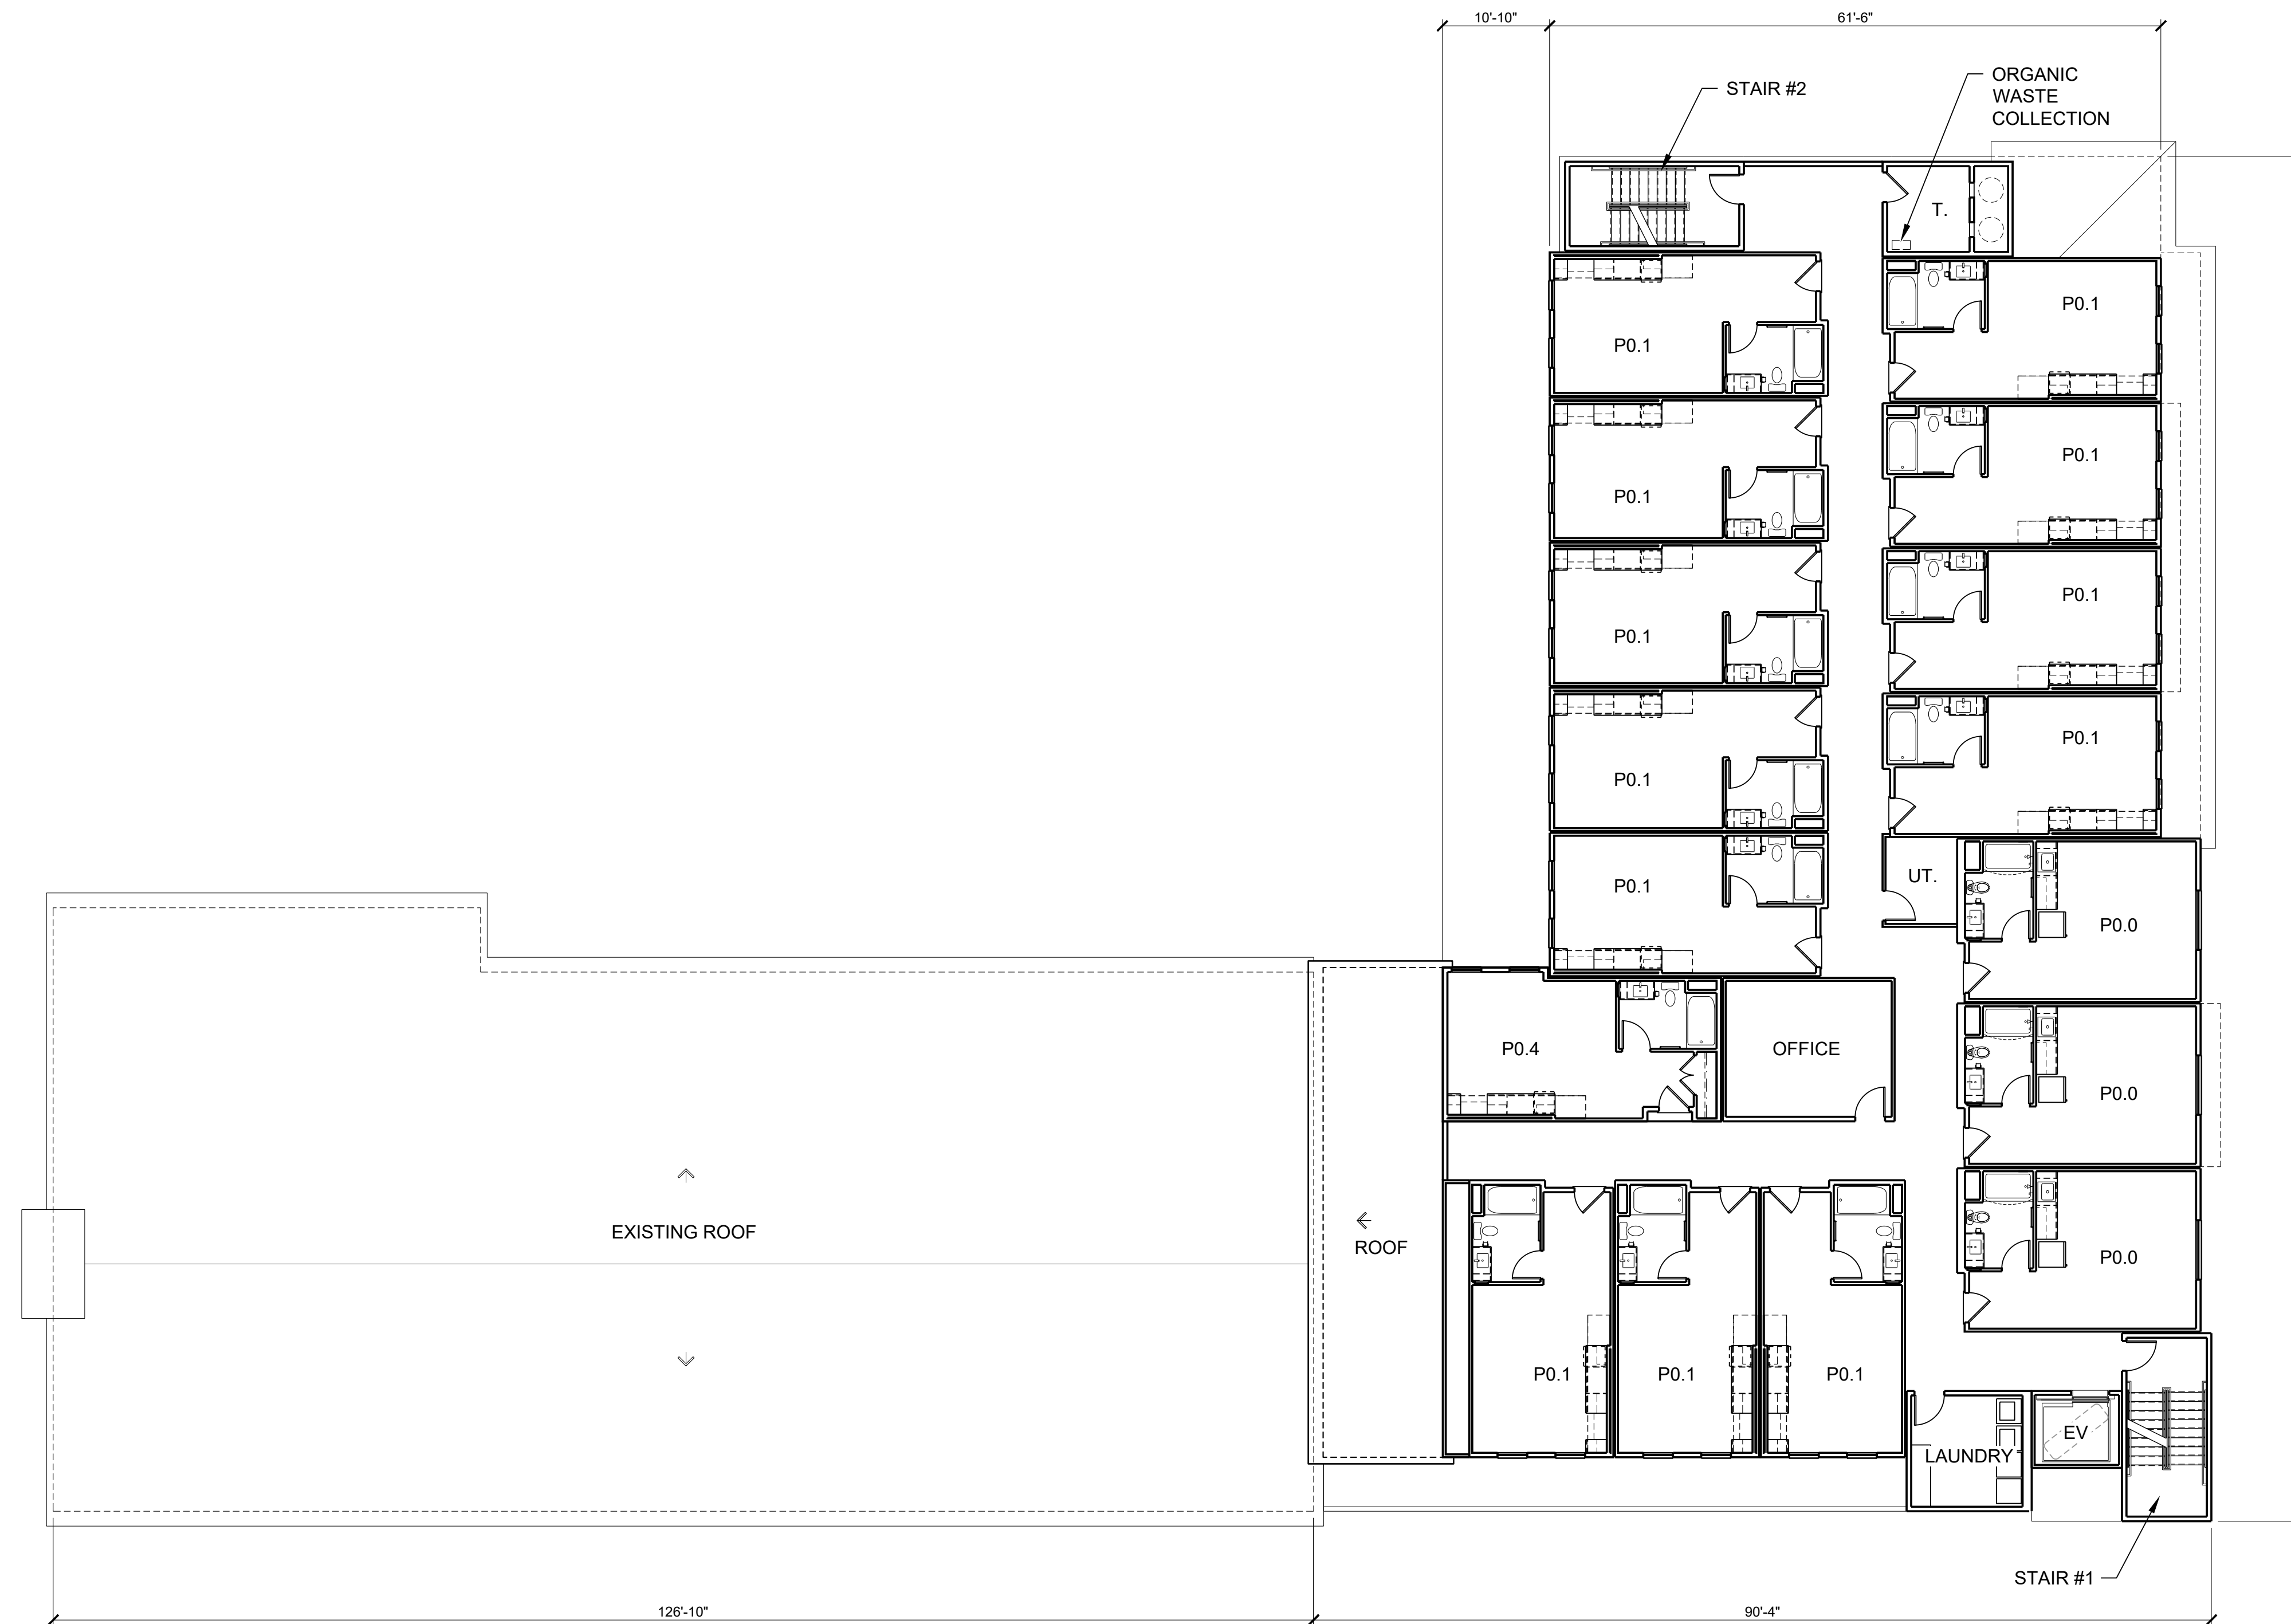 10'-10"
61'-6"
STAIR #2
ORGANIC
WASTE
COLLECTION
T.
P0.1
P0.1
P0.1
P0.1
P0.1
P0.1
P0.1
P0.1
UT.
P0.1
P0.0
P0.4
OFFICE
P0.0
EXISTING ROOF
ROOF
P0.0
P0.1
P0.1
P0.1
EV
LAUNDRY
STAIR #1
126'-10"
90'-4"